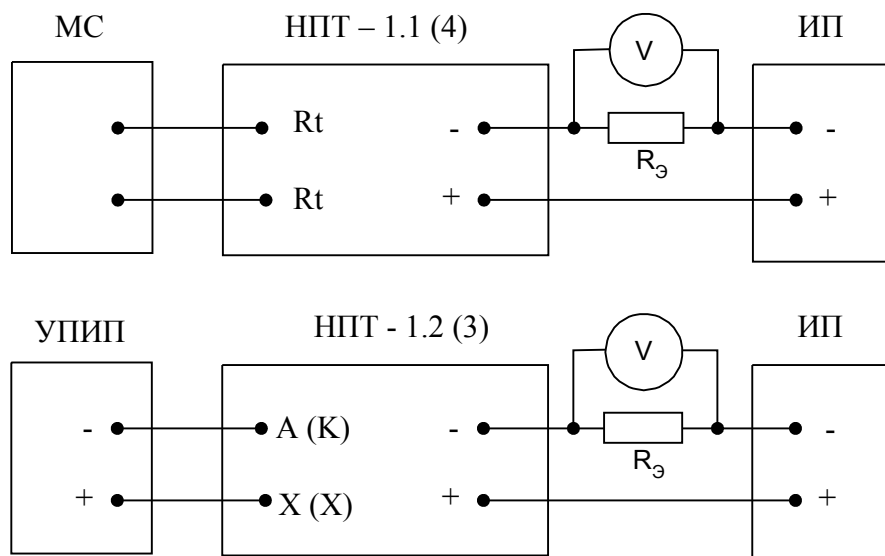 МС НПТ – 1.1 (4) ИП
V
Rt - -
Rэ
Rt + +
УПИП НПТ - 1.2 (3) ИП
V
- А (К) - -
Rэ
+ Х (Х) + +